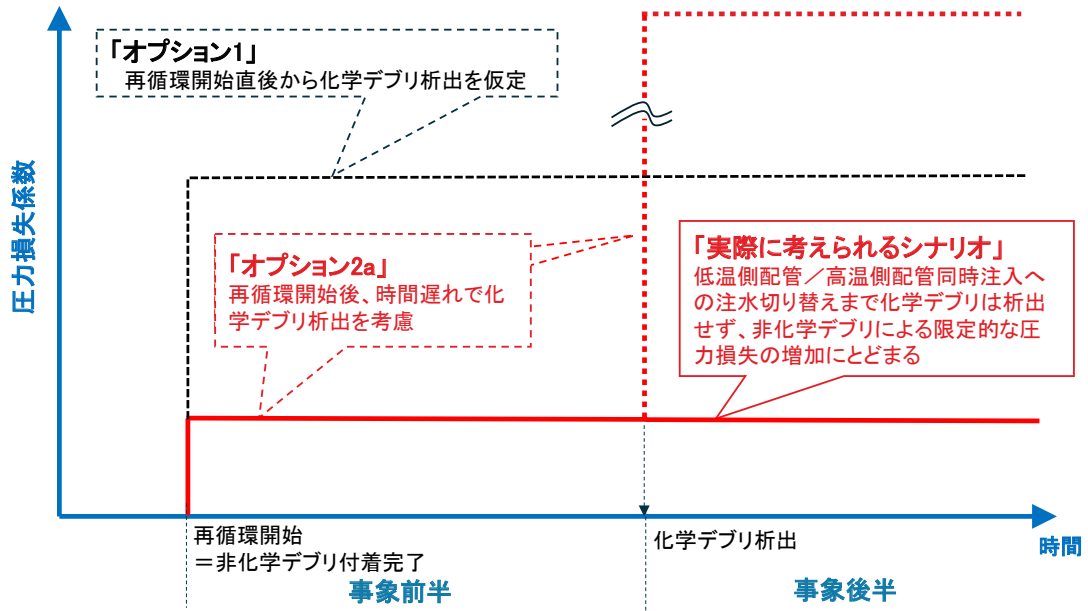 「オプション1」
再循環開始直後から化学デブリ析出を仮定
圧力損失係数
「オプション2a」
再循環開始後、時間遅れで化
学デブリ析出を考慮
「実際に考えられるシナリオ」
低温側配管／高温側配管同時注入へ
の注水切り替えまで化学デブリは析出
せず、非化学デブリによる限定的な圧
力損失の増加にとどまる
再循環開始
＝非化学デブリ付着完了
化学デブリ析出
時間
事象前半
事象後半